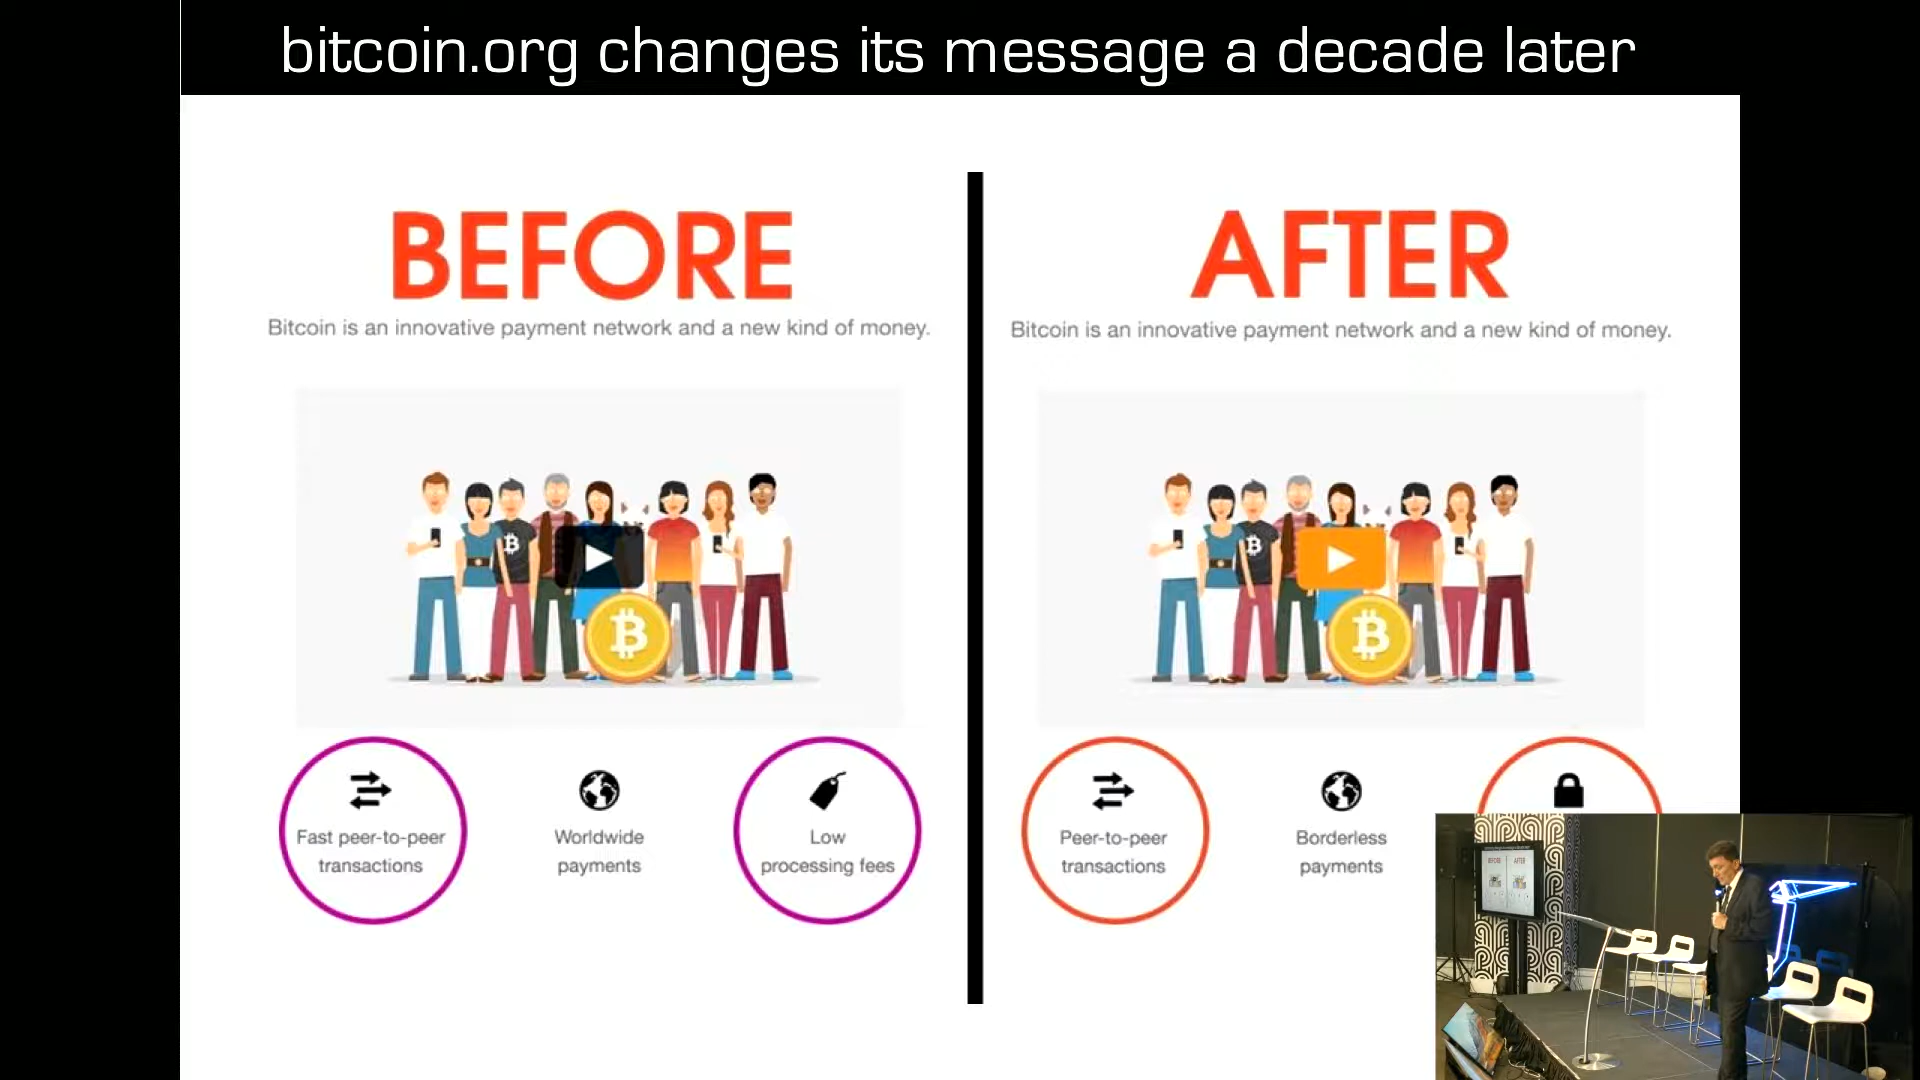 bitcoin.org changes its message a decade later
BEFORE
Bitcoin is an innovative payment network and a new kind of money.
Fast peer-to-peer
transactions
Worldwide
payments
Low
processing fees
AFTER
Bitcoin is an innovative payment network and a new kind of money.
Peer-to-peer
transactions
Borderless
payments
BEFORE
AFTER